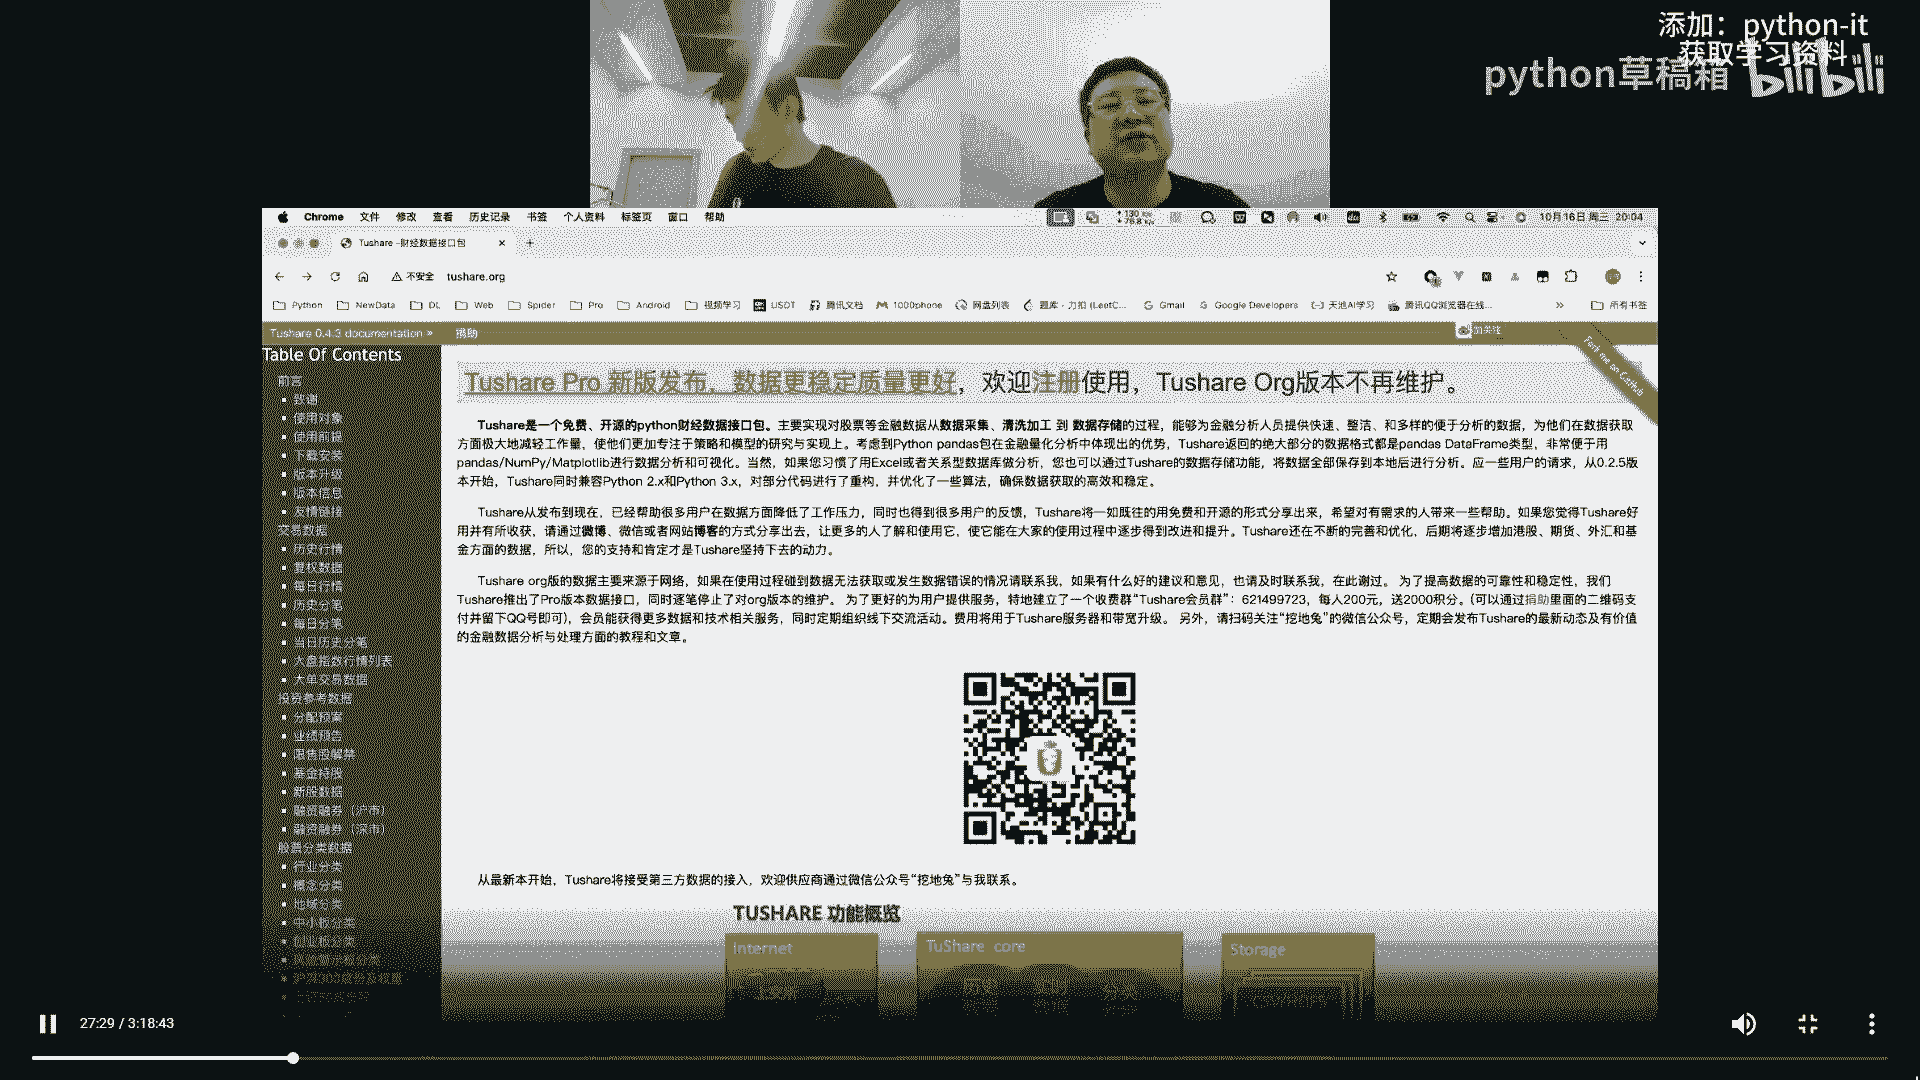 添加：python-it
获取学习资料
python草稿箱 bilibili
Chrome 文件 修改 查看 历史记录 书签 个人资料 标签页 窗口 帮助
10月16日 周三 20:04
Tushare -财经数据接口包
不安全 tushare.org
Python NewData DL Web Spider Pro Android 视频学习 USDT 腾讯文档 1000phone 网盘列表 题库 - 力扣 (LeetC... Gmail Google Developers 天池AI学习 腾讯QQ浏览器在线... » 所有书签
Tushare 0.4.3 documentation » 捐助
加关注
Fork me on GitHub
Table Of Contents
前言
致谢
使用对象
使用前提
下载安装
版本升级
版本信息
友情链接
交易数据
历史行情
复权数据
每日行情
历史分笔
每日分笔
当日历史分笔
大盘指数行情列表
大单交易数据
投资参考数据
分配预案
业绩预告
限售股解禁
基金持股
新股数据
融资融券（沪市）
融资融券（深市）
股票分类数据
行业分类
概念分类
地域分类
中小板分类
创业板分类
风险警示板分类
沪深300成份及权重
Tushare Pro 新版发布，数据更稳定质量更好，欢迎注册使用，Tushare Org版本不再维护。
Tushare是一个免费、开源的python财经数据接口包。主要实现对股票等金融数据从数据采集、清洗加工 到 数据存储的过程，能够为金融分析人员提供快速、整洁、和多样的便于分析的数据，为他们在数据获取
方面极大地减轻工作量，使他们更加专注于策略和模型的研究与实现上。考虑到Python pandas包在金融量化分析中体现出的优势，Tushare返回的绝大部分的数据格式都是pandas DataFrame类型，非常便于用
pandas/NumPy/Matplotlib进行数据分析和可视化。当然，如果您习惯了用Excel或者关系型数据库做分析，您也可以通过Tushare的数据存储功能，将数据全部保存到本地后进行分析。应一些用户的请求，从0.2.5版
本开始，Tushare同时兼容Python 2.x和Python 3.x，对部分代码进行了重构，并优化了一些算法，确保数据获取的高效和稳定。
Tushare从发布到现在，已经帮助很多用户在数据方面降低了工作压力，同时也得到很多用户的反馈，Tushare将一如既往的用免费和开源的形式分享出来，希望对有需求的人带来一些帮助。如果您觉得Tushare好
用并有所收获，请通过微博、微信或者网站博客的方式分享出去，让更多的人了解和使用它，使它能在大家的使用过程中逐步得到改进和提升。Tushare还在不断的完善和优化，后期将逐步增加港股、期货、外汇和基
金方面的数据，所以，您的支持和肯定才是Tushare坚持下去的动力。
Tushare org版的数据主要来源于网络，如果在使用过程碰到数据无法获取或发生数据错误的情况请联系我，如果有什么好的建议和意见，也请及时联系我，在此谢过。 为了提高数据的可靠性和稳定性，我们
Tushare推出了Pro版本数据接口，同时逐笔停止了对org版本的维护。 为了更好的为用户提供服务，特地建立了一个收费群“Tushare会员群”：621499723，每人200元，送2000积分。(可以通过捐助里面的二维码支
付并留下QQ号即可)，会员能获得更多数据和技术相关服务，同时定期组织线下交流活动。费用将用于Tushare服务器和带宽升级。 另外，请扫码关注“挖地兔”的微信公众号，定期会发布Tushare的最新动态及有价值
的金融数据分析与处理方面的教程和文章。
从最新本开始，Tushare将接受第三方数据的接入，欢迎供应商通过微信公众号“挖地兔”与我联系。
TUSHARE 功能概览
Internet
TuShare core
Storage
27:29 / 3:18:43